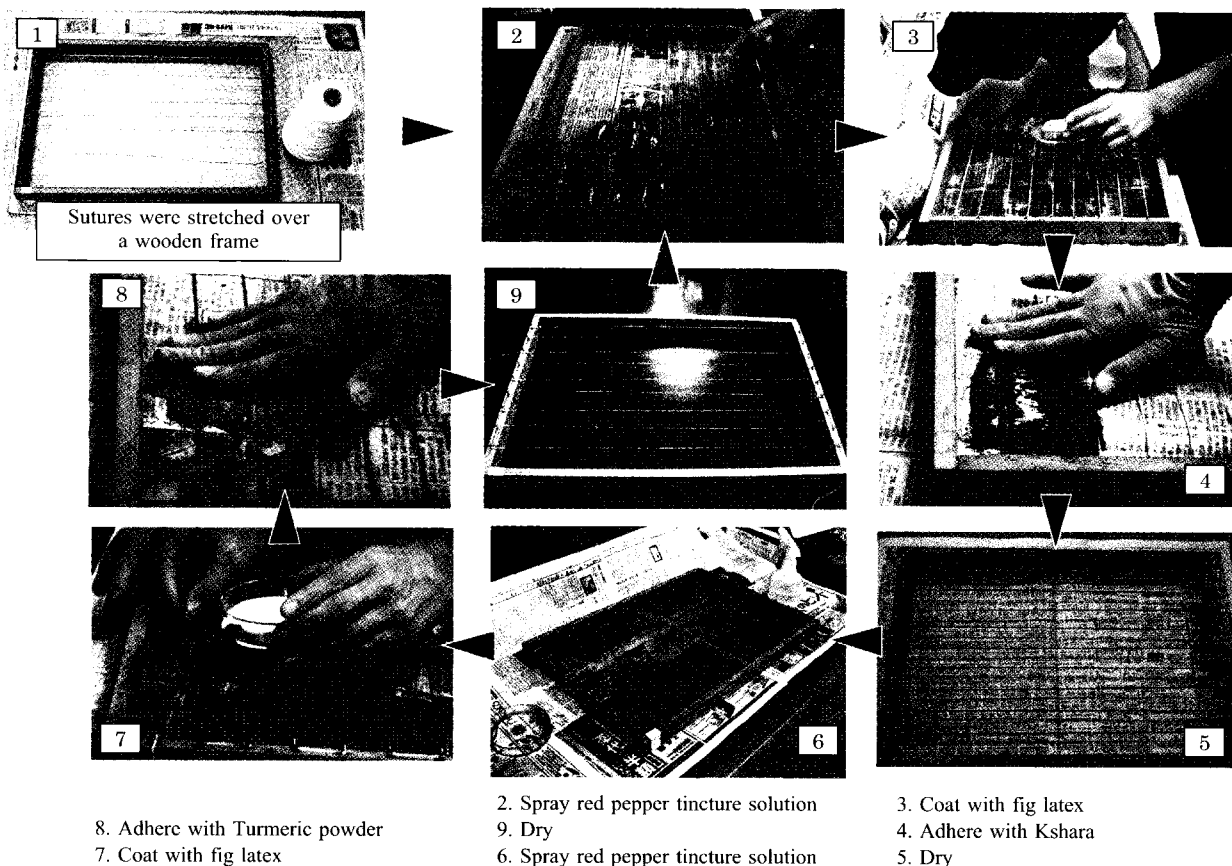 1
2
3
Sutures were stretched over
a wooden frame
8
9
4
7
6
5
8. Adhere with Turmeric powder
7. Coat with fig latex
2. Spray red pepper tincture solution
9. Dry
6. Spray red pepper tincture solution
3. Coat with fig latex
4. Adhere with Kshara
5. Dry